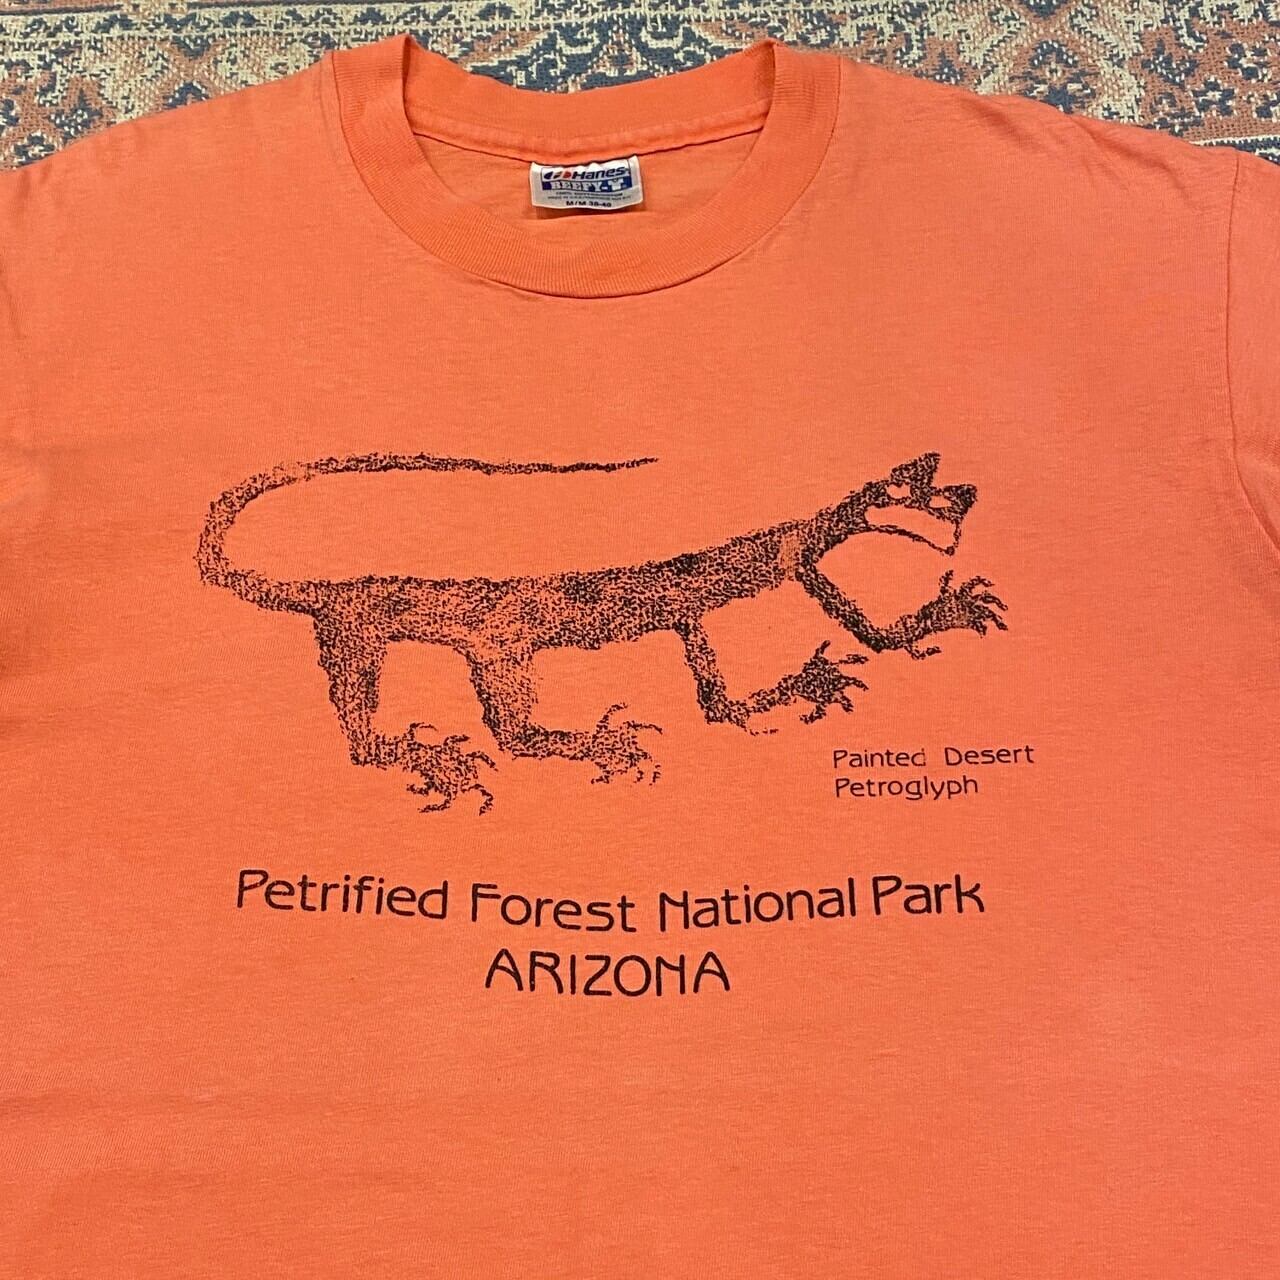 Hanes
BEEFY-T
M/M 38-40
Painted Desert
Petroglyph
Petrified Forest National Park
ARIZONA